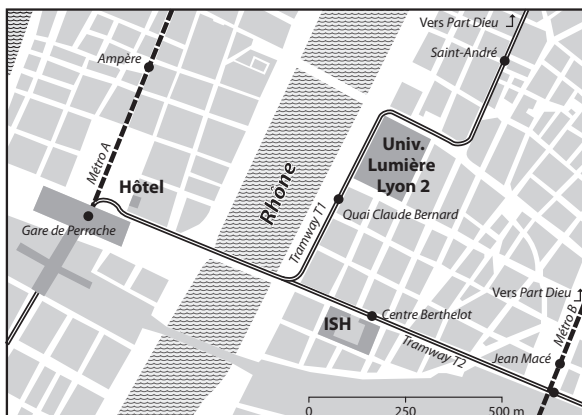 Vers Part Dieu
Saint-André
Ampère
Métro A
Univ.
Lumière
Lyon 2
Hôtel
Rhône
Quai Claude Bernard
Tramway T1
Gare de Perrache
Vers Part Dieu
Métro B
Centre Berthelot
ISH
Tramway T2
Jean Macé
0
250
500 m